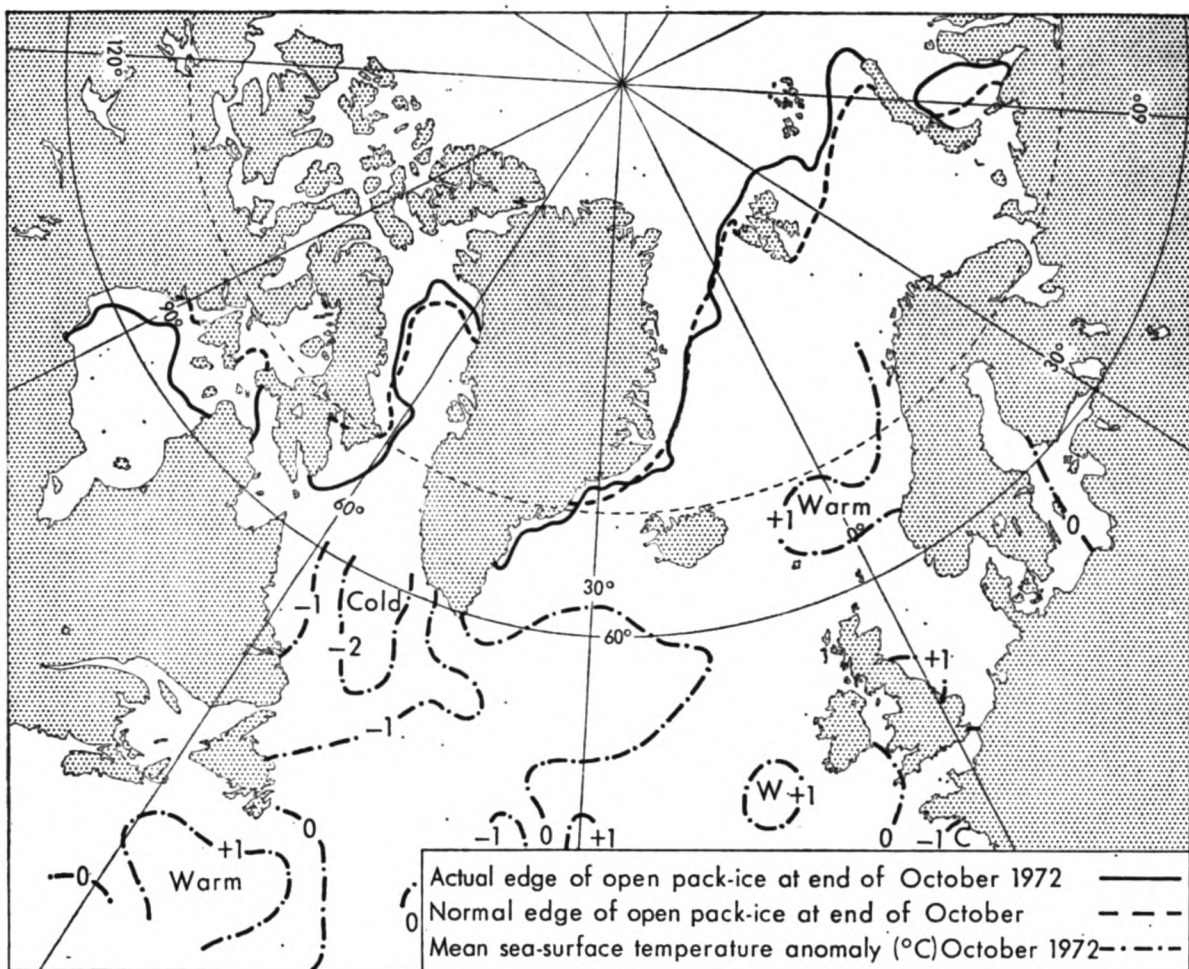 120°
60°
90°
30°
60°
Warm
+1
0°
0
-1
Cold
-2
30°
60°
+1
-1
W +1
0
-1
0
+1
0
-1 C
+1
0
Warm
0
Actual edge of open pack-ice at end of October 1972
Normal edge of open pack-ice at end of October
Mean sea-surface temperature anomaly (°C) October 1972